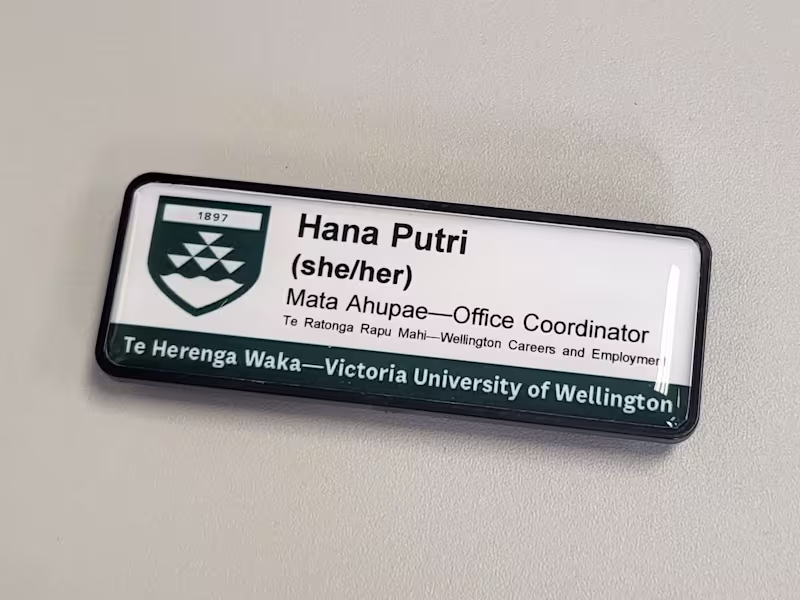 1897
Hana Putri
(she/her)
Mata Ahupae—Office Coordinator
Te Ratonga Rapu Mahi—Wellington Careers and Employment
Te Herenga Waka—Victoria University of Wellington